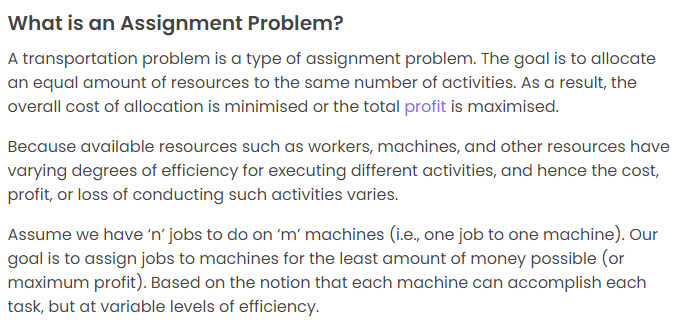 What is an Assignment Problem?
A transportation problem is a type of assignment problem. The goal is to allocate
an equal amount of resources to the same number of activities. As a result, the
overall cost of allocation is minimised or the total profit is maximised.
Because available resources such as workers, machines, and other resources have
varying degrees of efficiency for executing different activities, and hence the cost,
profit, or loss of conducting such activities varies.
Assume we have ‘n’ jobs to do on ‘m’ machines (i.e., one job to one machine). Our
goal is to assign jobs to machines for the least amount of money possible (or
maximum profit). Based on the notion that each machine can accomplish each
task, but at variable levels of efficiency.